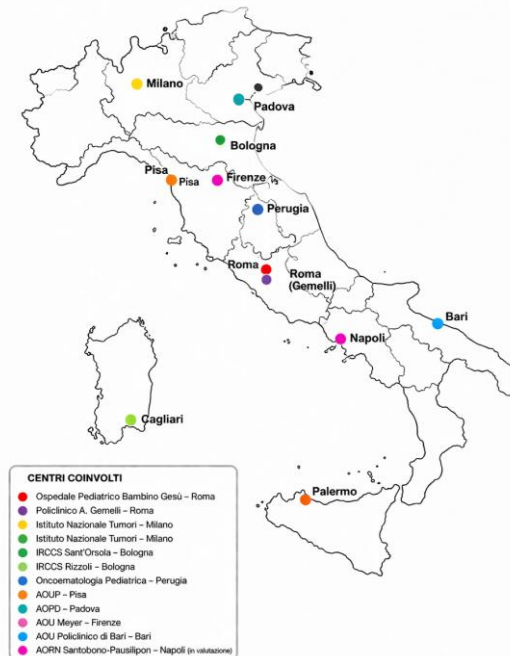 Milano
Padova
Bologna
Pisa
Pisa
Firenze
Perugia
Roma
Roma
(Gemelli)
Bari
Napoli
Cagliari
Palermo
CENTRI COINVOLTI
Ospedale Pediatrico Bambino Gesù – Roma
Policlinico A. Gemelli – Roma
Istituto Nazionale Tumori – Milano
Istituto Nazionale Tumori – Milano
IRCCS Sant'Orsola – Bologna
IRCCS Rizzoli – Bologna
Oncoematologia Pediatrica – Perugia
AOUP – Pisa
AOPD – Padova
AOU Meyer – Firenze
AOU Policlinico di Bari – Bari
AORN Santobono-Pausilipon – Napoli (in valutazione)